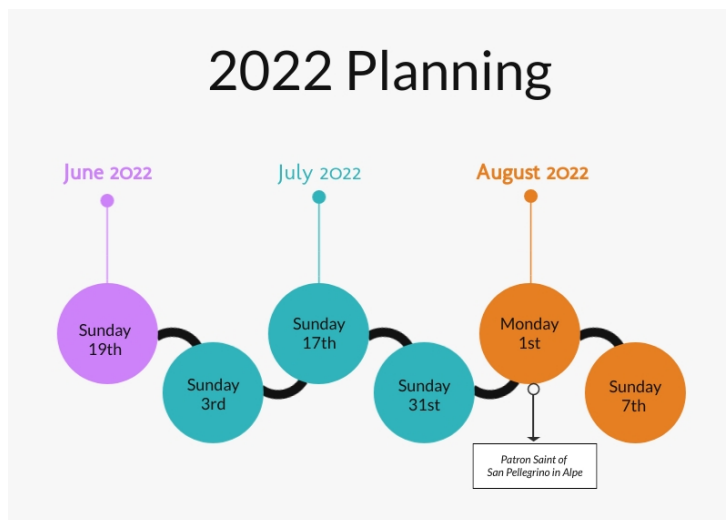 2022 Planning
June 2022
July 2022
August 2022
Sunday
19th
Sunday
3rd
Sunday
17th
Sunday
31st
Monday
1st
Sunday
7th
Patron Saint of
San Pellegrino in Alpe